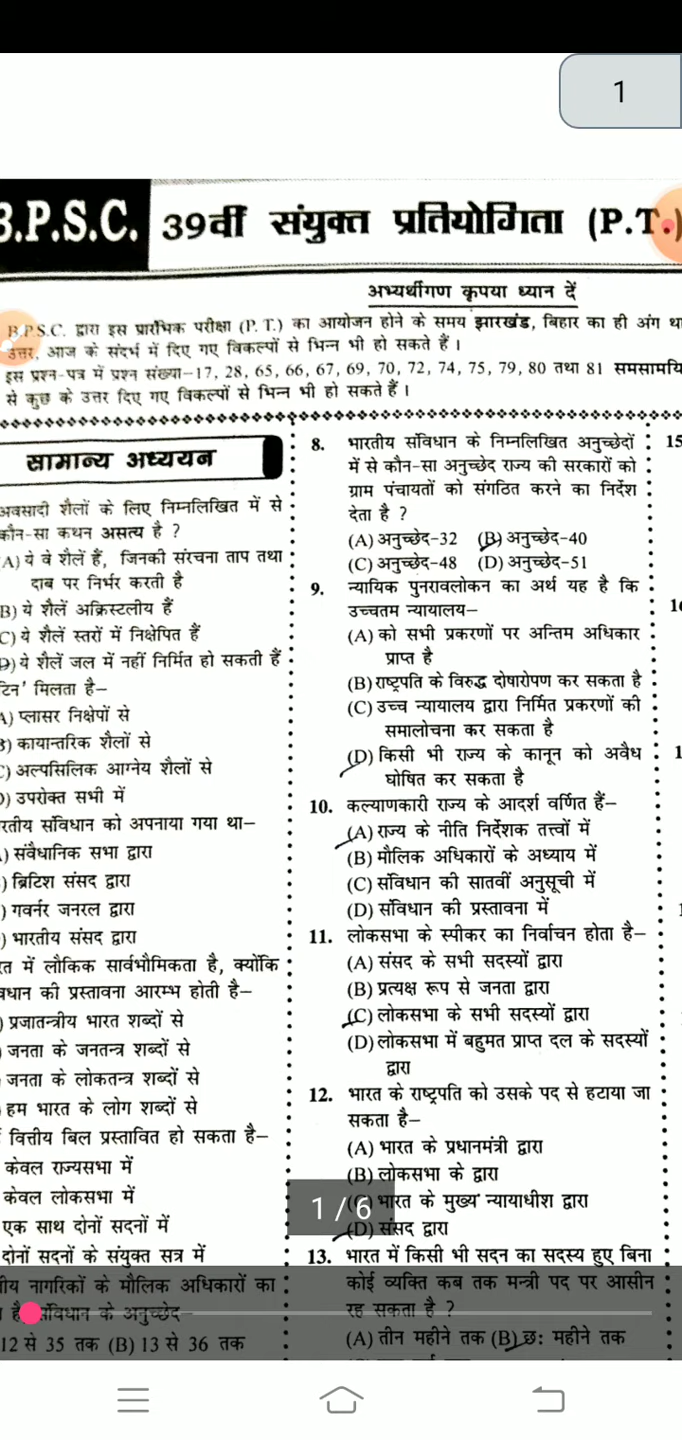 1
B.P.S.C. 39वीं संयुक्त प्रतियोगिता (P.T.)
अभ्यर्थीगण कृपया ध्यान दें
B.P.S.C. द्वारा इस प्रारंभिक परीक्षा (P. T.) का आयोजन होने के समय झारखंड, बिहार का ही अंग था
उत्तर, आज के संदर्भ में दिए गए विकल्पों से भिन्न भी हो सकते हैं ।
इस प्रश्न-पत्र में प्रश्न संख्या–17, 28, 65, 66, 67, 69, 70, 72, 74, 75, 79, 80 तथा 81 समसामयि
से कुछ के उत्तर दिए गए विकल्पों से भिन्न भी हो सकते हैं ।
सामान्य अध्ययन
अवसादी शैलों के लिए निम्नलिखित में से
कौन-सा कथन असत्य है ?
A) ये वे शैलें हैं, जिनकी संरचना ताप तथा
दाब पर निर्भर करती है
B) ये शैलें अक्रिस्टलीय हैं
C) ये शैलें स्तरों में निक्षेपित हैं
D) ये शैलें जल में नहीं निर्मित हो सकती हैं
टिन' मिलता है–
A) प्लासर निक्षेपों से
B) कायान्तरिक शैलों से
C) अल्पसिलिक आग्नेय शैलों से
D) उपरोक्त सभी में
रतीय संविधान को अपनाया गया था–
) संवैधानिक सभा द्वारा
) ब्रिटिश संसद द्वारा
) गवर्नर जनरल द्वारा
) भारतीय संसद द्वारा
रत में लौकिक सार्वभौमिकता है, क्योंकि
वधान की प्रस्तावना आरम्भ होती है–
) प्रजातन्त्रीय भारत शब्दों से
जनता के जनतन्त्र शब्दों से
जनता के लोकतन्त्र शब्दों से
हम भारत के लोग शब्दों से
वित्तीय बिल प्रस्तावित हो सकता है–
केवल राज्यसभा में
केवल लोकसभा में
एक साथ दोनों सदनों में
दोनों सदनों के संयुक्त सत्र में
तीय नागरिकों के मौलिक अधिकारों का
है संविधान के अनुच्छेद–
12 से 35 तक (B) 13 से 36 तक
8. भारतीय संविधान के निम्नलिखित अनुच्छेदों
में से कौन-सा अनुच्छेद राज्य की सरकारों को
ग्राम पंचायतों को संगठित करने का निर्देश
देता है ?
(A) अनुच्छेद-32 (B) अनुच्छेद-40
(C) अनुच्छेद-48 (D) अनुच्छेद-51
9. न्यायिक पुनरावलोकन का अर्थ यह है कि
उच्चतम न्यायालय–
(A) को सभी प्रकरणों पर अन्तिम अधिकार
प्राप्त है
(B) राष्ट्रपति के विरुद्ध दोषारोपण कर सकता है
(C) उच्च न्यायालय द्वारा निर्मित प्रकरणों की
समालोचना कर सकता है
(D) किसी भी राज्य के कानून को अवैध
घोषित कर सकता है
10. कल्याणकारी राज्य के आदर्श वर्णित हैं–
(A) राज्य के नीति निर्देशक तत्त्वों में
(B) मौलिक अधिकारों के अध्याय में
(C) संविधान की सातवीं अनुसूची में
(D) संविधान की प्रस्तावना में
11. लोकसभा के स्पीकर का निर्वाचन होता है–
(A) संसद के सभी सदस्यों द्वारा
(B) प्रत्यक्ष रूप से जनता द्वारा
(C) लोकसभा के सभी सदस्यों द्वारा
(D) लोकसभा में बहुमत प्राप्त दल के सदस्यों
द्वारा
12. भारत के राष्ट्रपति को उसके पद से हटाया जा
सकता है–
(A) भारत के प्रधानमंत्री द्वारा
(B) लोकसभा के द्वारा
(C) भारत के मुख्य न्यायाधीश द्वारा
(D) संसद द्वारा
1/6
13. भारत में किसी भी सदन का सदस्य हुए बिना
कोई व्यक्ति कब तक मन्त्री पद पर आसीन
रह सकता है ?
(A) तीन महीने तक (B) छः महीने तक
15